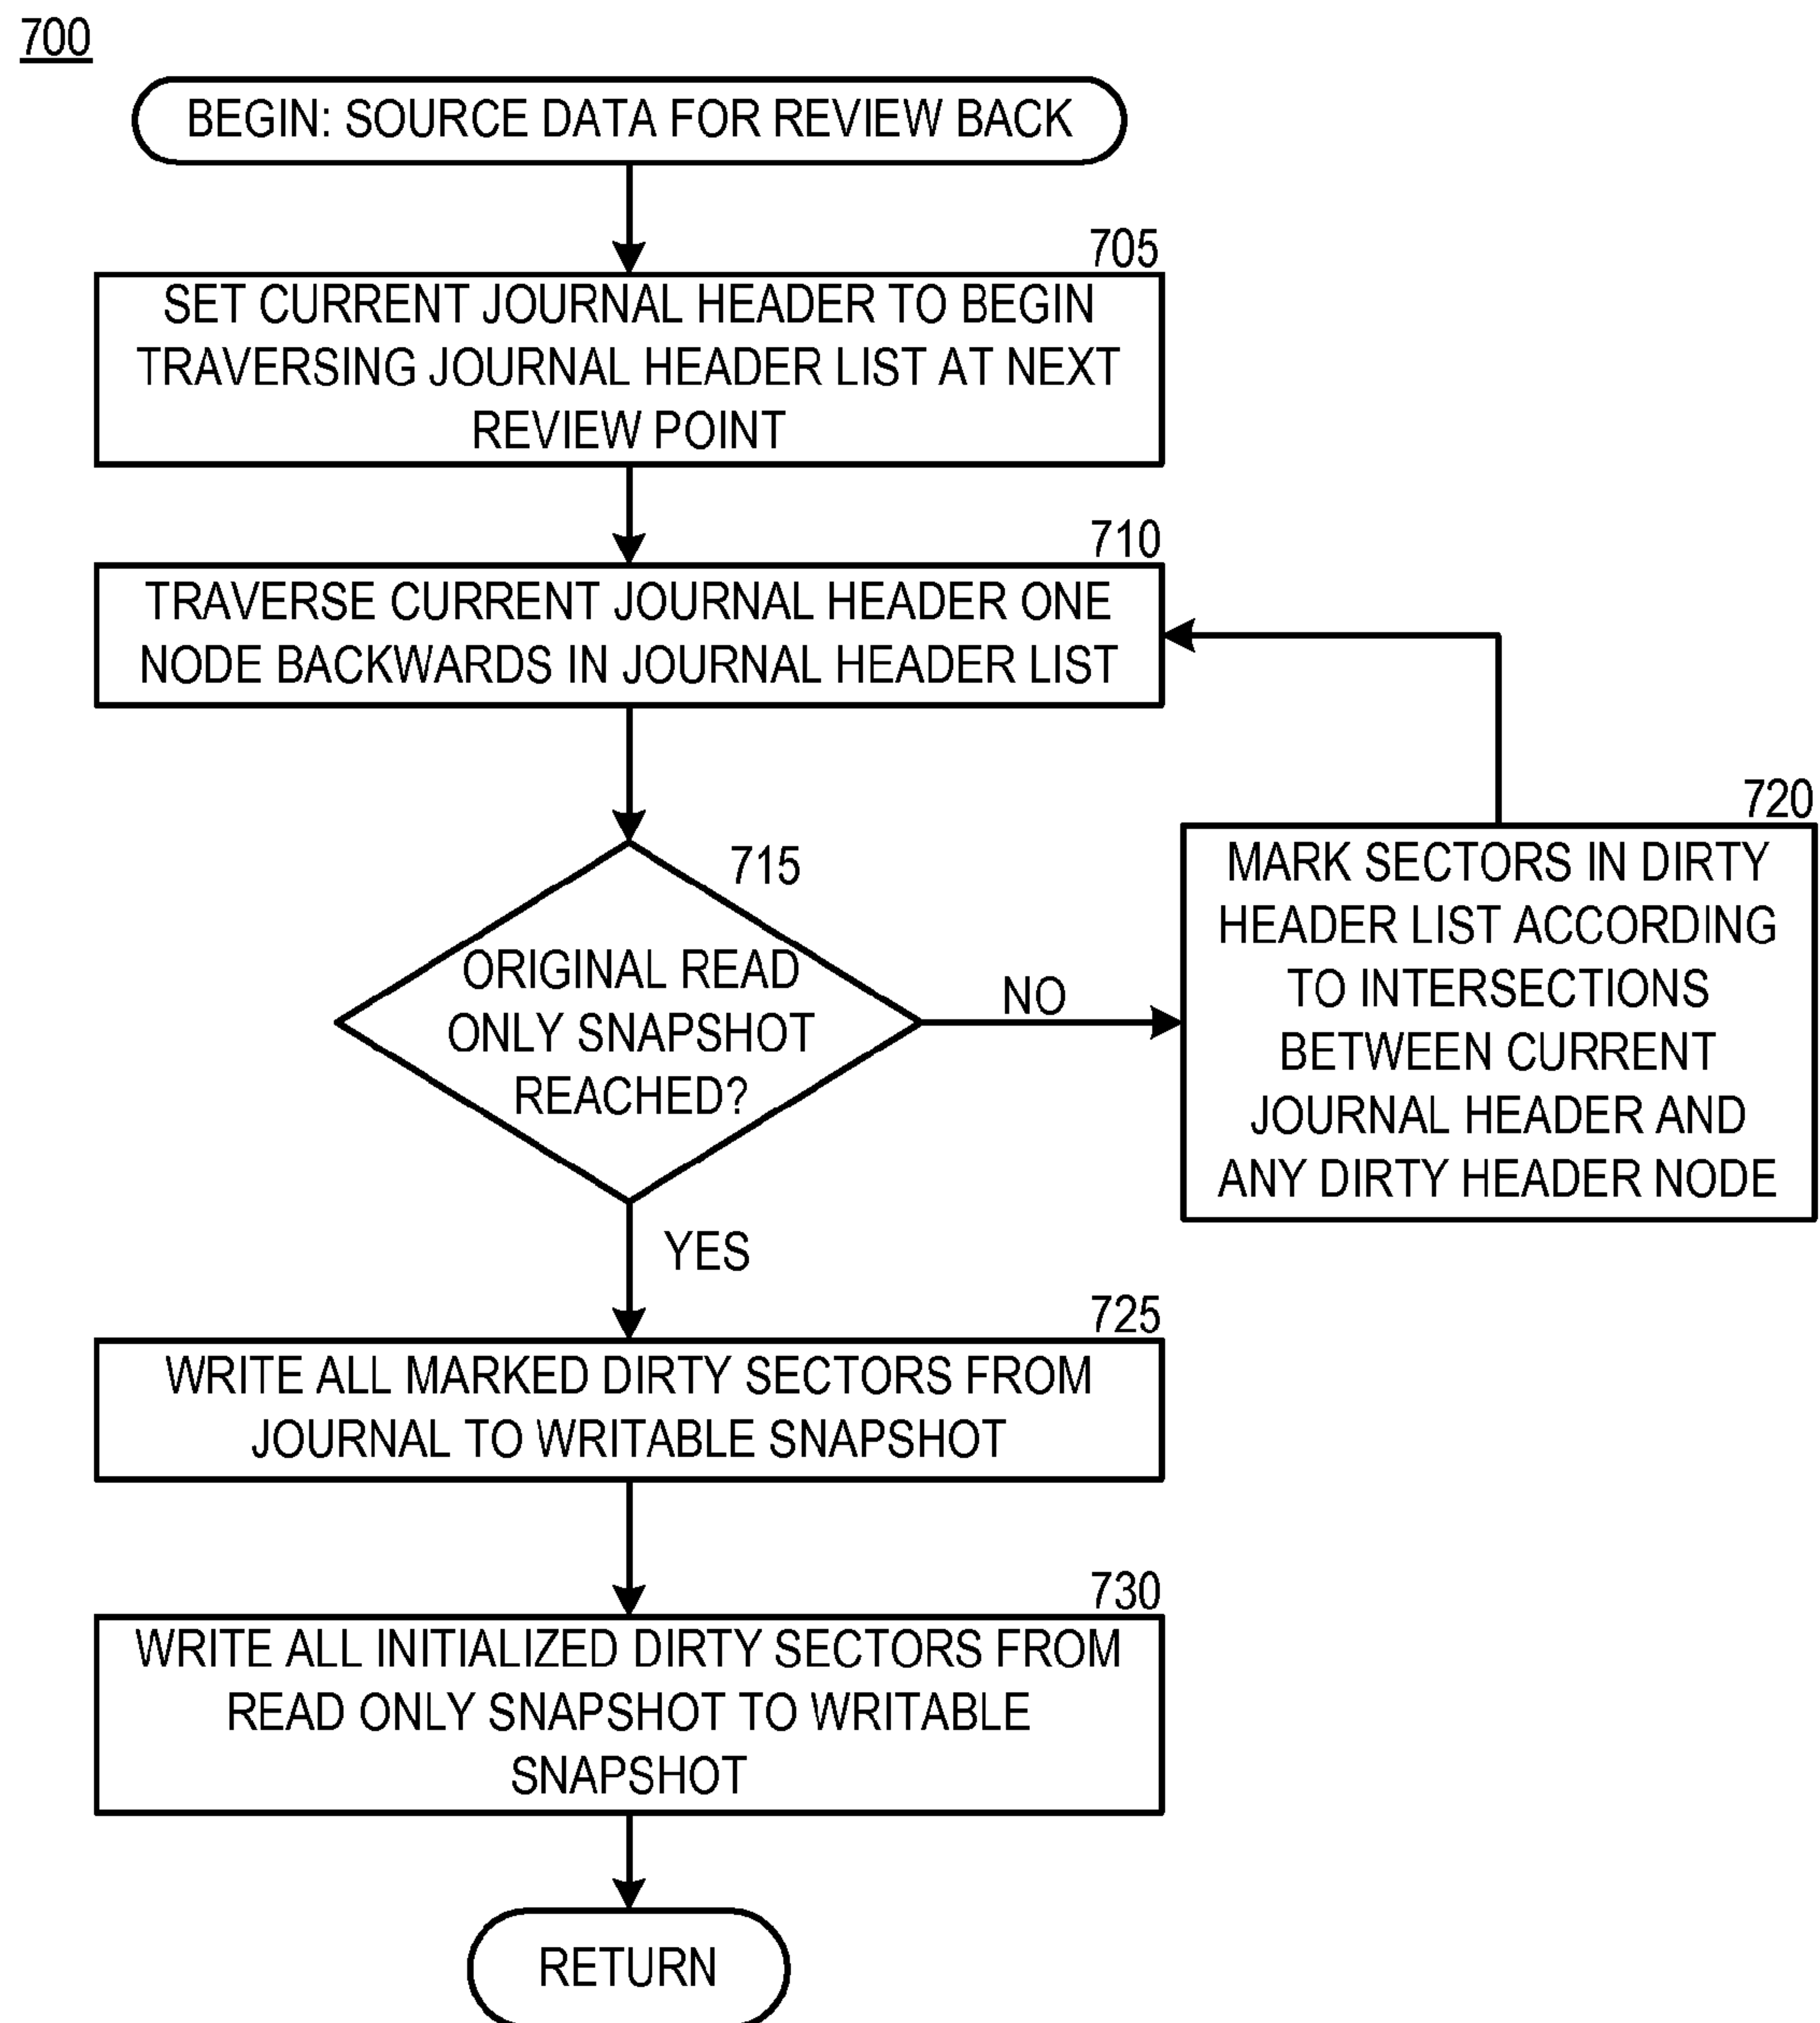 700
BEGIN: SOURCE DATA FOR REVIEW BACK
705
SET CURRENT JOURNAL HEADER TO BEGIN
TRAVERSING JOURNAL HEADER LIST AT NEXT
REVIEW POINT
710
TRAVERSE CURRENT JOURNAL HEADER ONE
NODE BACKWARDS IN JOURNAL HEADER LIST
715
ORIGINAL READ
ONLY SNAPSHOT
REACHED?
NO
720
MARK SECTORS IN DIRTY
HEADER LIST ACCORDING
TO INTERSECTIONS
BETWEEN CURRENT
JOURNAL HEADER AND
ANY DIRTY HEADER NODE
YES
725
WRITE ALL MARKED DIRTY SECTORS FROM
JOURNAL TO WRITABLE SNAPSHOT
730
WRITE ALL INITIALIZED DIRTY SECTORS FROM
READ ONLY SNAPSHOT TO WRITABLE
SNAPSHOT
RETURN